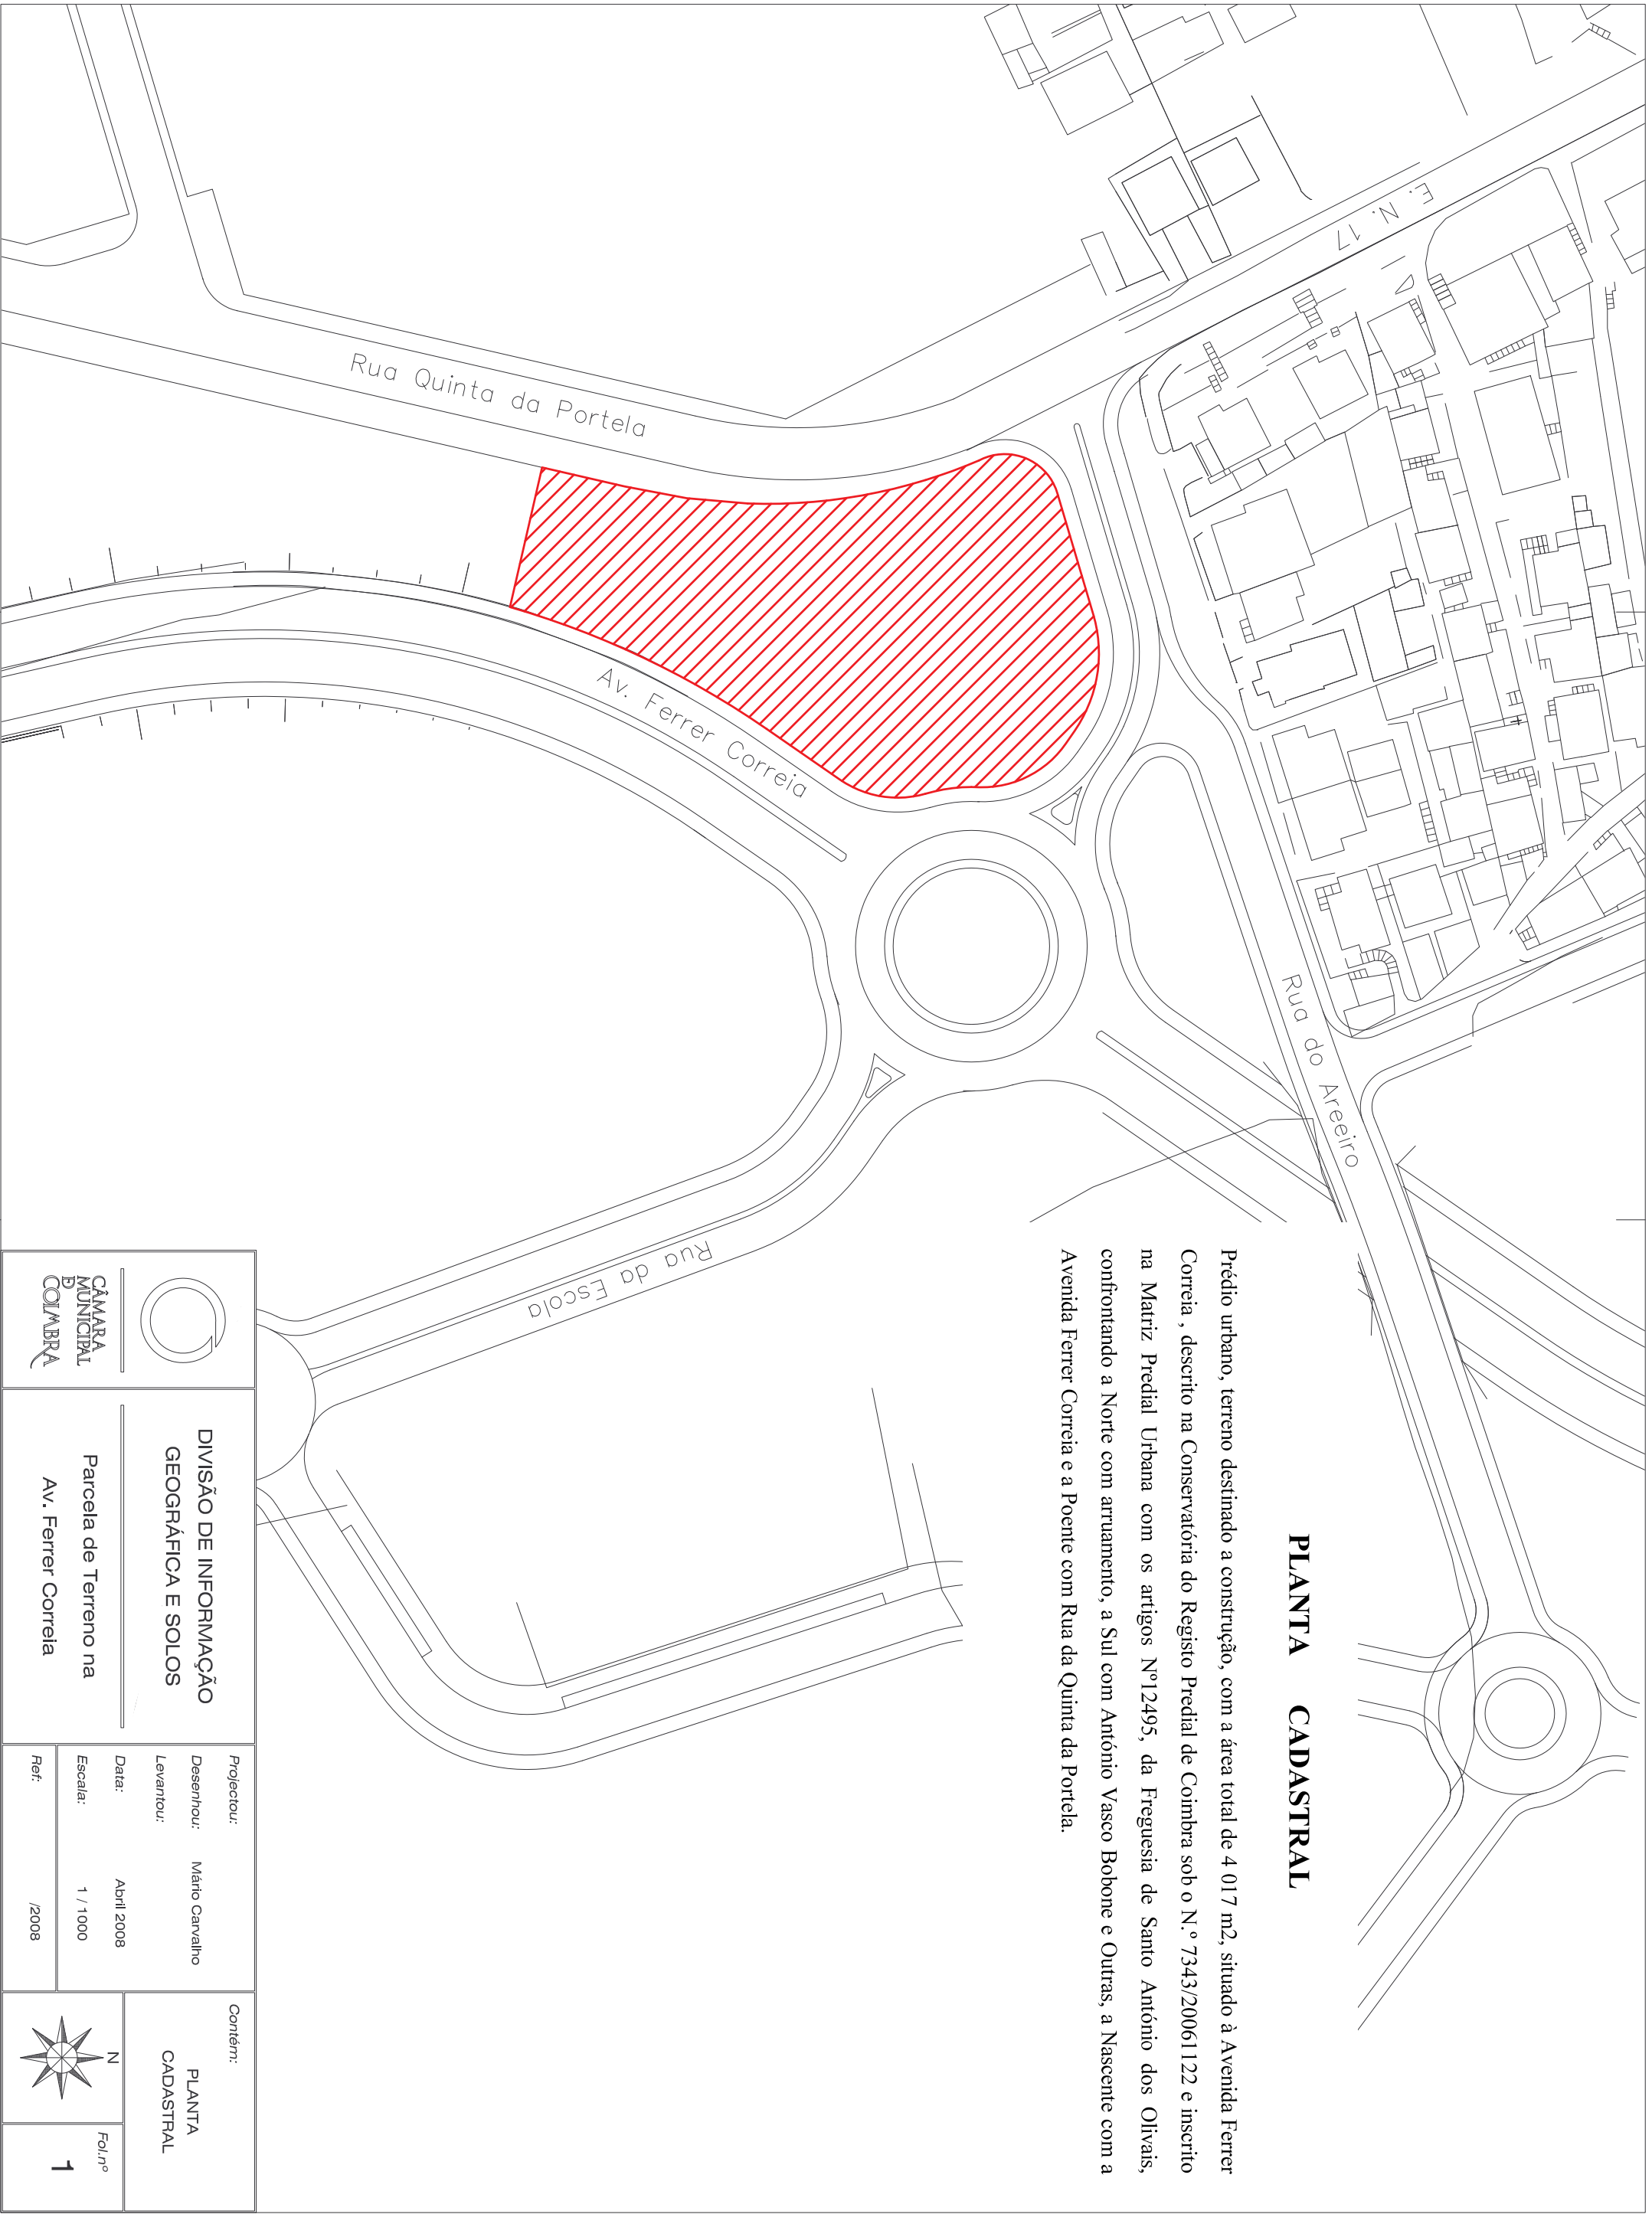 PLANTA CADASTRAL
Prédio urbano, terreno destinado a construção, com a área total de 4 017 m2, situado à Avenida Ferrer
Correia , descrito na Conservatória do Registo Predial de Coimbra sob o N.º 7343/20061122 e inscrito
na Matriz Predial Urbana com os artigos Nº12495, da Freguesia de Santo António dos Olivais,
confrontando a Norte com arruamento, a Sul com António Vasco Bobone e Outras, a Nascente com a
Avenida Ferrer Correia e a Poente com Rua da Quinta da Portela.
E. N. 17
Rua do Areeiro
Rua Quinta da Portela
Av. Ferrer Correia
Rua da Escola
CÂMARA
MUNICIPAL
D
COIMBRA
DIVISÃO DE INFORMAÇÃO
GEOGRÁFICA E SOLOS
Parcela de Terreno na
Av. Ferrer Correia
Projectou:
Desenhou: Mário Carvalho
Levantou:
Data: Abril 2008
Escala: 1 / 1000
Ref: /2008
Contém:
PLANTA
CADASTRAL
N
Fol.nº
1